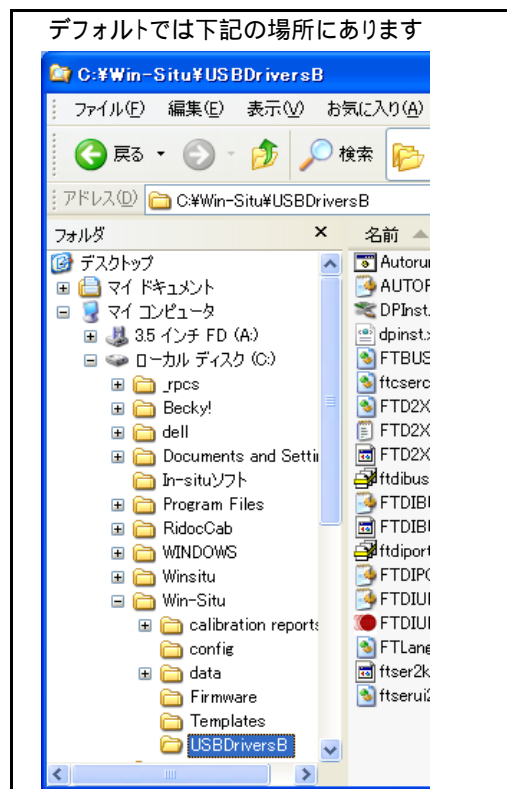 デフォルトでは下記の場所にあります
C:¥Win-Situ¥USBDriversB
ファイル(F) 編集(E) 表示(V) お気に入り(A)
戻る 検索
アドレス(D) C:¥Win-Situ¥USBDriversB
フォルダ × 名前
デスクトップ
マイ ドキュメント
マイ コンピュータ
3.5 インチ FD (A:)
ローカル ディスク (C:)
_rpcs
Becky!
dell
Documents and Setti
In-situソフト
Program Files
RidocCab
WINDOWS
Winsitu
Win-Situ
calibration reports
config
data
Firmware
Templates
USBDriversB
Autorun
AUTOR
DPInst.
dpinst.x
FTBUS
ftcserc
FTD2X
FTD2X
FTD2X
ftdibus
FTDIBU
FTDIBU
ftdiport
FTDIPO
FTDIUN
FTDIUN
FTLang
ftser2k
ftserui2